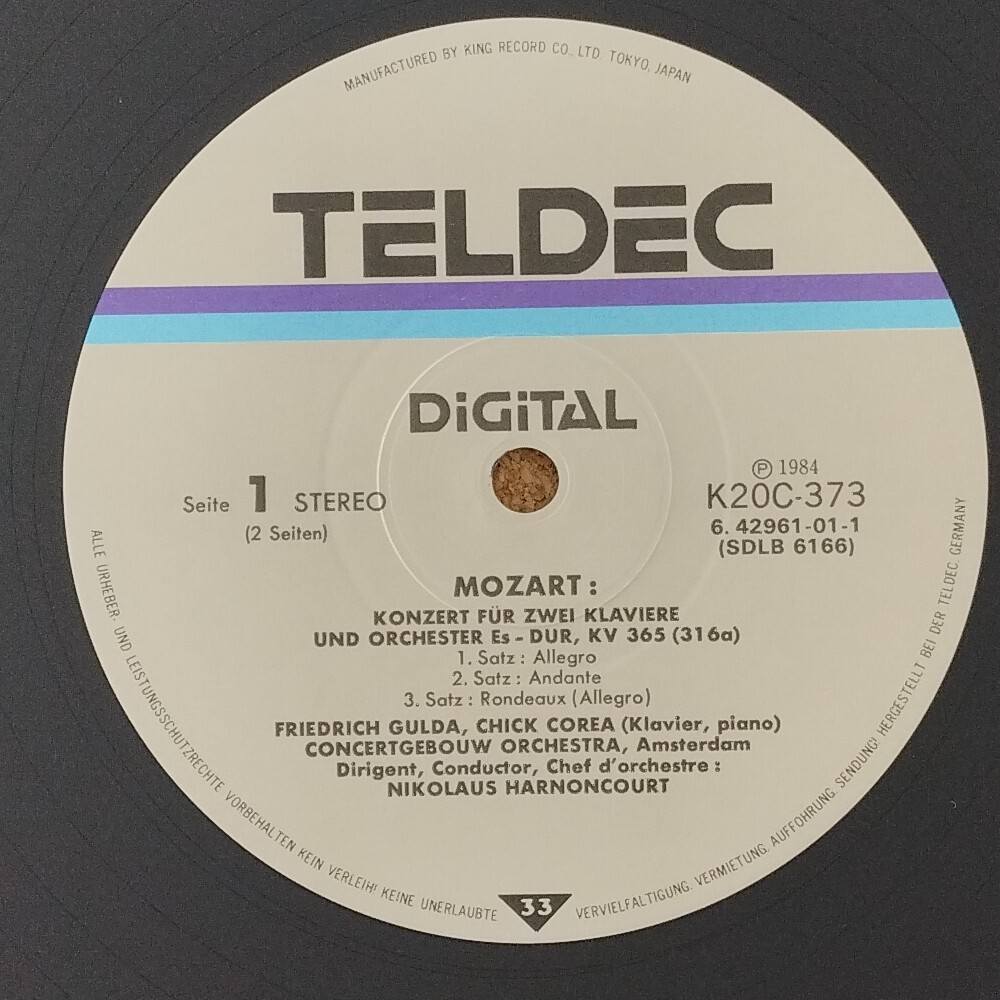 MANUFACTURED BY KING RECORD CO., LTD TOKYO, JAPAN
TELDEC
DiGiTAL
Seite 1 STEREO
(2 Seiten)
Ⓟ 1984
K20C-373
6. 42961-01-1
(SDLB 6166)
MOZART :
KONZERT FÜR ZWEI KLAVIERE
UND ORCHESTER Es - DUR, KV 365 (316a)
1. Satz : Allegro
2. Satz : Andante
3. Satz : Rondeaux (Allegro)
FRIEDRICH GULDA, CHICK COREA (Klavier, piano)
CONCERTGEBOUW ORCHESTRA, Amsterdam
Dirigent, Conductor, Chef d'orchestre :
NIKOLAUS HARNONCOURT
ALLE URHEBER- UND LEISTUNGSSCHUTZRECHTE VORBEHALTEN KEIN VERLEIH! KEINE UNERLAUBTE
33
VERVIELFALTIGUNG. VERMIETUNG. AUFFOHRUNG. SENDUNG! HERGESTELLT BEI DER TELDEC GERMANY